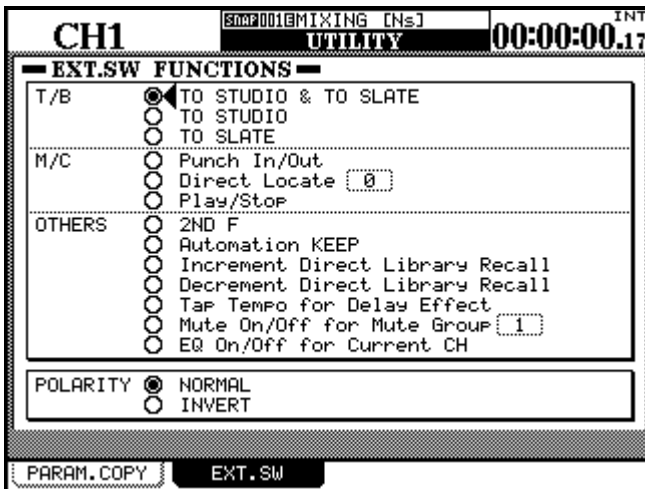 CH1 SNAP001:MIXING [Ns] INT
UTILITY 00:00:00.17
EXT.SW FUNCTIONS
T/B TO STUDIO & TO SLATE
TO STUDIO
TO SLATE
M/C Punch In/Out
Direct Locate 0
Play/Stop
OTHERS 2ND F
Automation KEEP
Increment Direct Library Recall
Decrement Direct Library Recall
Tap Tempo for Delay Effect
Mute On/Off for Mute Group 1
EQ On/Off for Current CH
POLARITY NORMAL
INVERT
PARAM.COPY EXT.SW